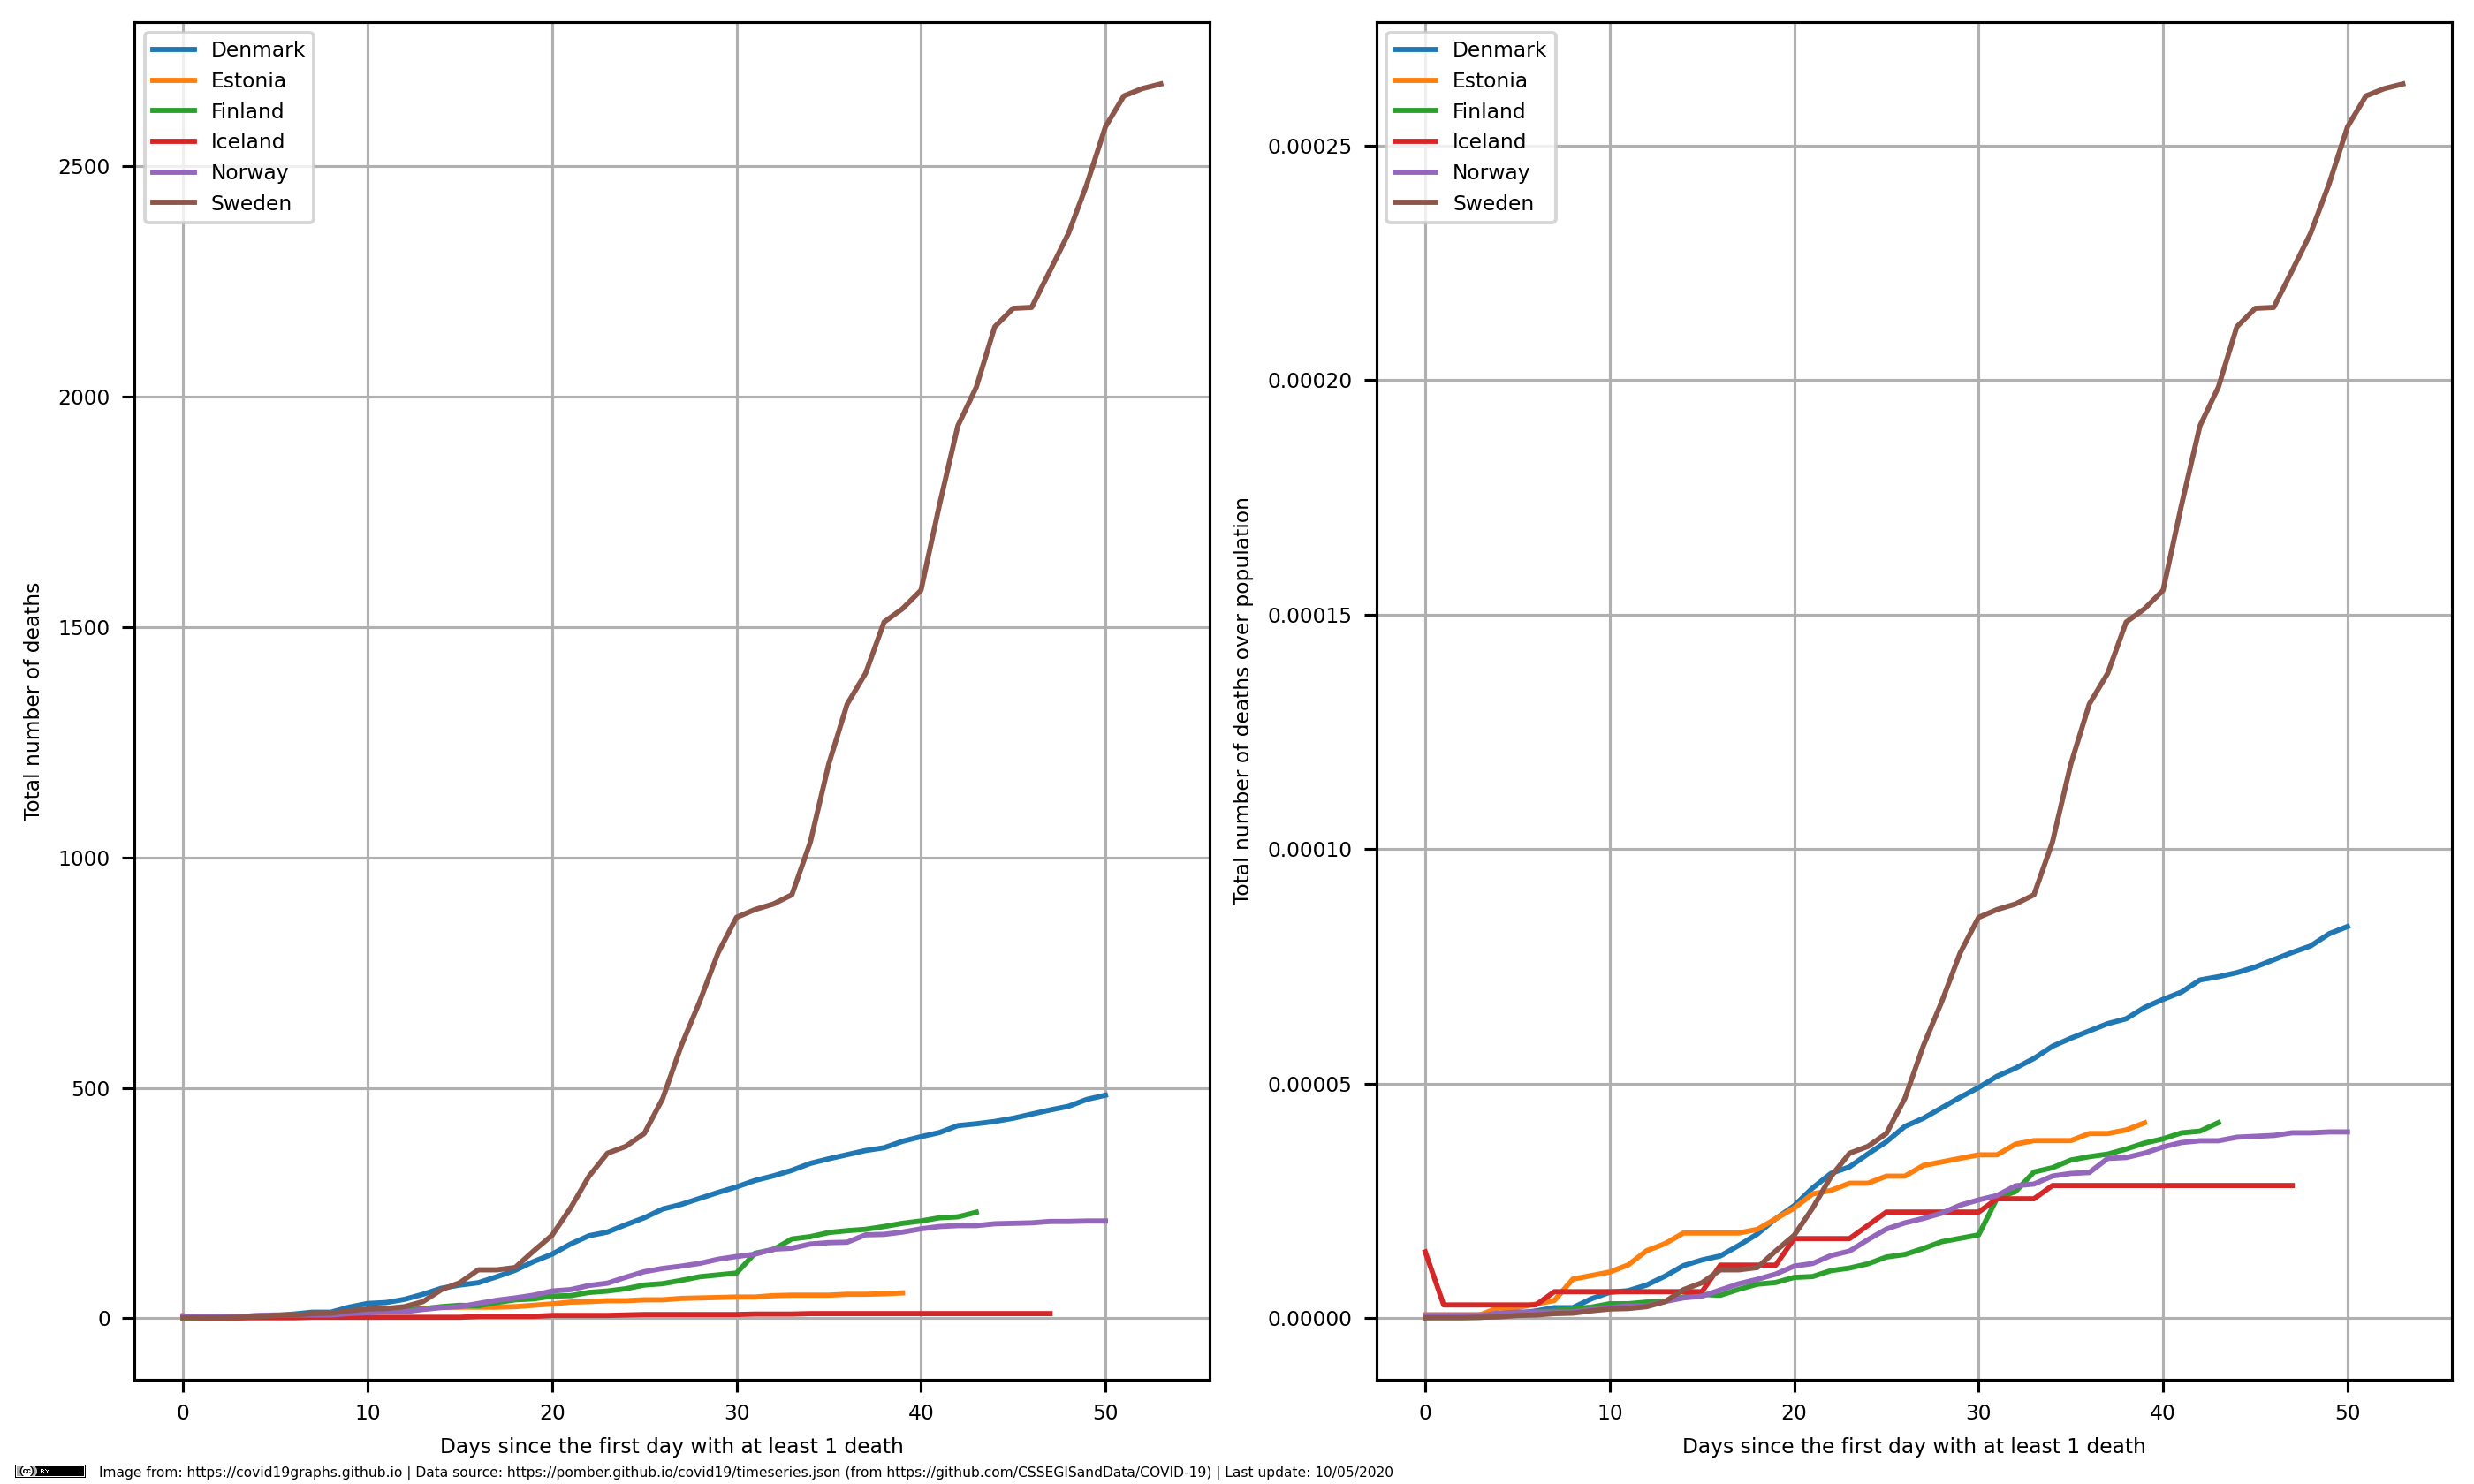 Denmark
Estonia
Finland
Iceland
Norway
Sweden
2500
2000
1500
1000
500
0
Total number of deaths
0 10 20 30 40 50
Days since the first day with at least 1 death
Denmark
Estonia
Finland
Iceland
Norway
Sweden
0.00025
0.00020
0.00015
0.00010
0.00005
0.00000
Total number of deaths over population
0 10 20 30 40 50
Days since the first day with at least 1 death
(cc) BY Image from: https://covid19graphs.github.io | Data source: https://pomber.github.io/covid19/timeseries.json (from https://github.com/CSSEGISandData/COVID-19) | Last update: 10/05/2020